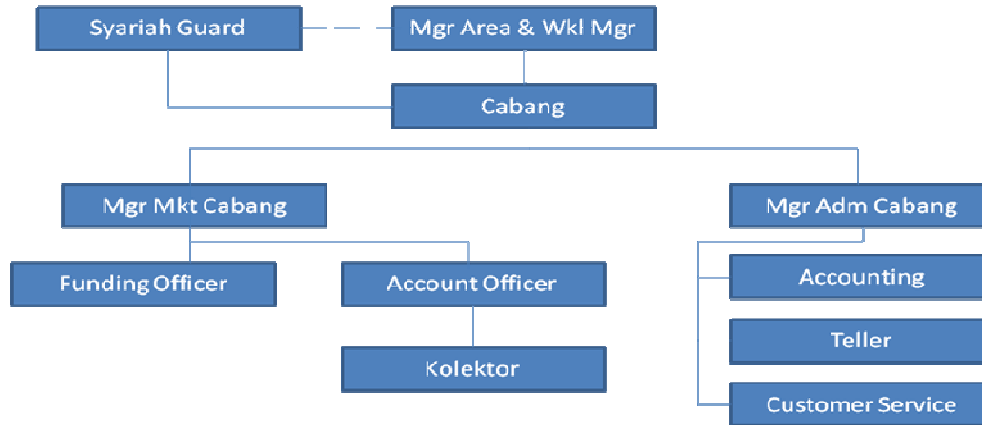 Syariah Guard
Mgr Area & Wkl Mgr
Cabang
Mgr Mkt Cabang
Mgr Adm Cabang
Funding Officer
Account Officer
Accounting
Teller
Kolektor
Customer Service